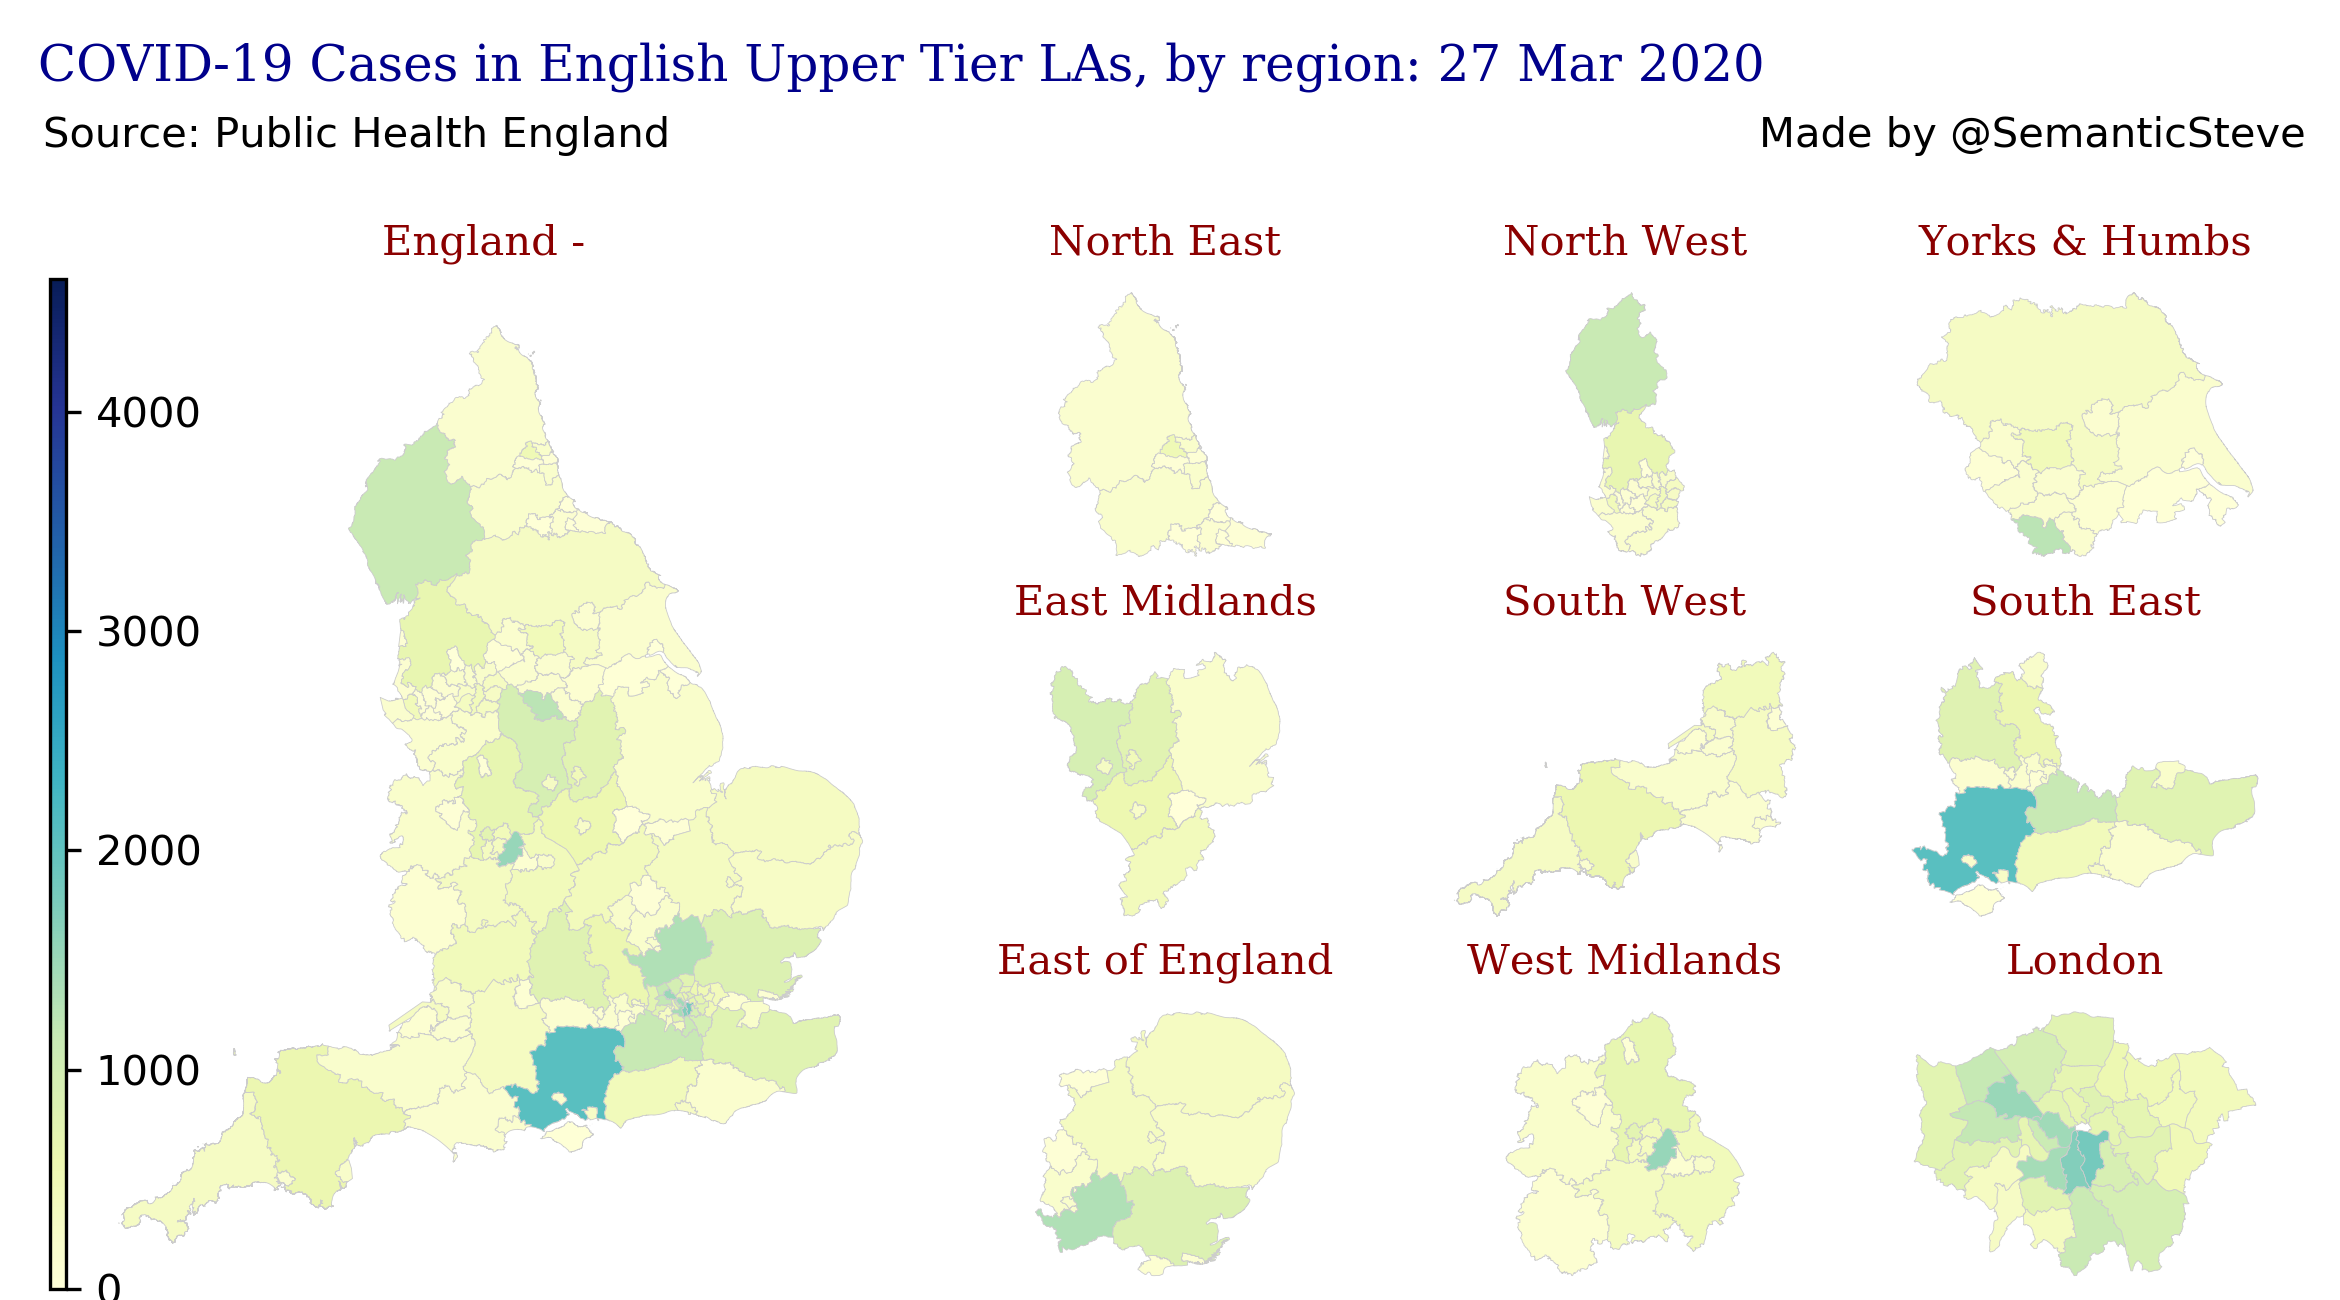 COVID-19 Cases in English Upper Tier LAs, by region: 27 Mar 2020
Source: Public Health England
Made by @SemanticSteve
England -
North East
North West
Yorks & Humbs
4000
3000
2000
1000
0
East Midlands
South West
South East
East of England
West Midlands
London